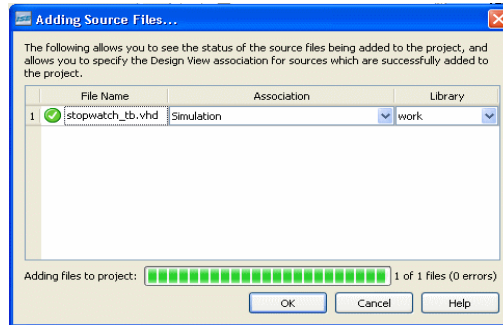 Adding Source Files...
The following allows you to see the status of the source files being added to the project, and
allows you to specify the Design View association for sources which are successfully added to
the project.
File Name Association Library
1 stopwatch_tb.vhd Simulation work
Adding files to project: 1 of 1 files (0 errors)
OK Cancel Help